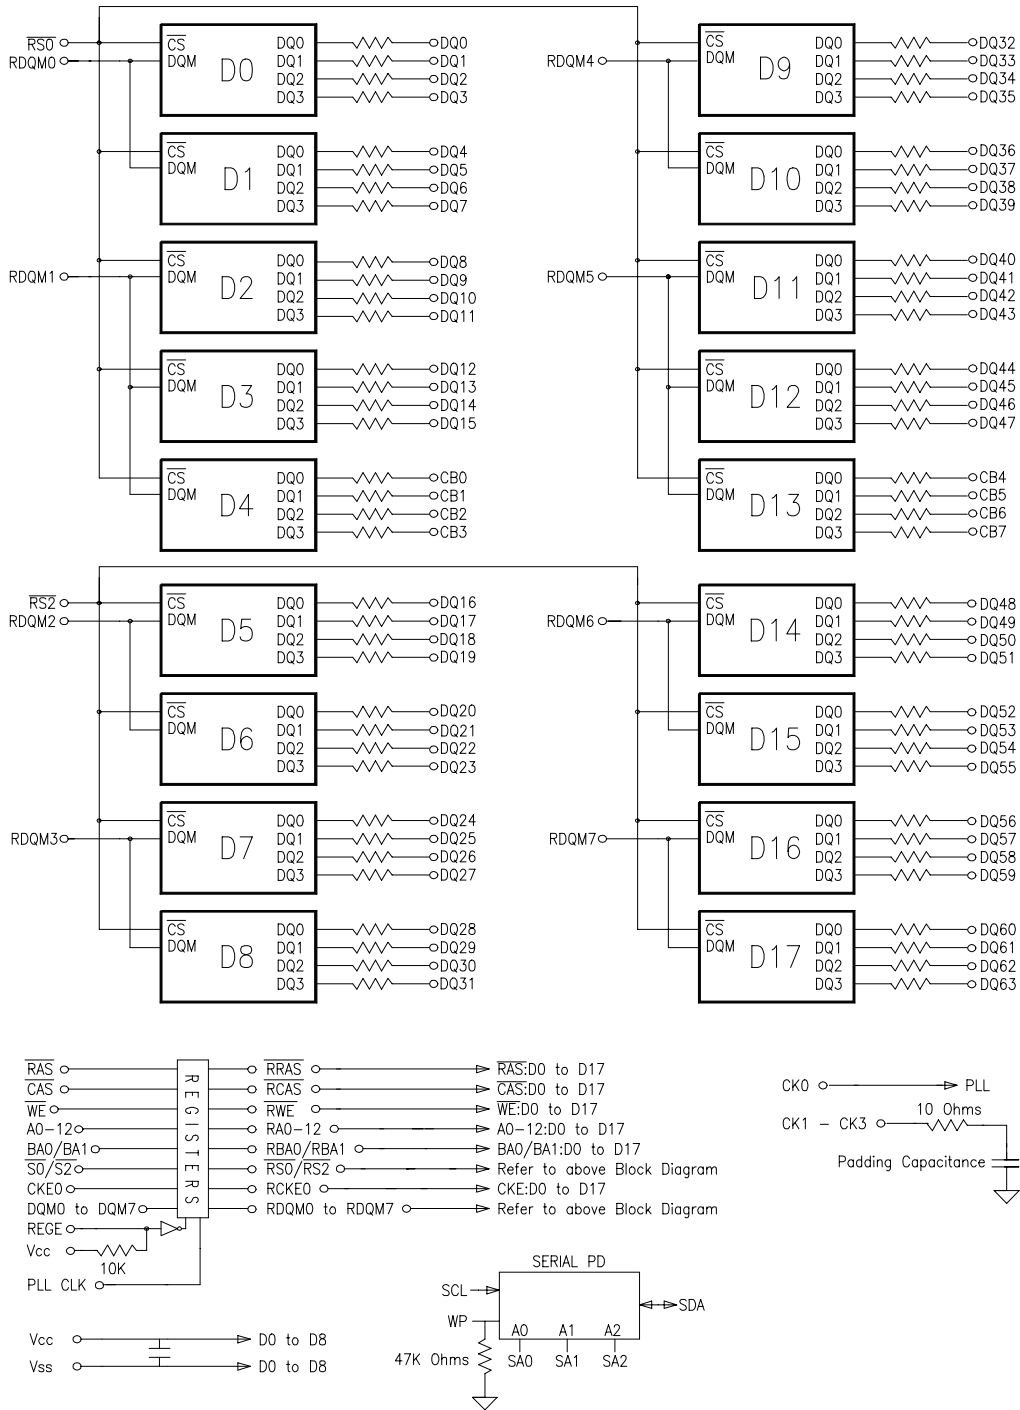 RS0 CS DQ0 DQ0 CS DQ0 DQ32
RDQM0 DQM D0 DQ1 DQ1 RDQM4 DQM D9 DQ1 DQ33
DQ2 DQ2 DQ2 DQ34
DQ3 DQ3 DQ3 DQ35
CS DQ0 DQ4 CS DQ0 DQ36
DQM D1 DQ1 DQ5 DQM D10 DQ1 DQ37
DQ2 DQ6 DQ2 DQ38
DQ3 DQ7 DQ3 DQ39
CS DQ0 DQ8 CS DQ0 DQ40
RDQM1 DQM D2 DQ1 DQ9 RDQM5 DQM D11 DQ1 DQ41
DQ2 DQ10 DQ2 DQ42
DQ3 DQ11 DQ3 DQ43
CS DQ0 DQ12 CS DQ0 DQ44
DQM D3 DQ1 DQ13 DQM D12 DQ1 DQ45
DQ2 DQ14 DQ2 DQ46
DQ3 DQ15 DQ3 DQ47
CS DQ0 CB0 CS DQ0 CB4
DQM D4 DQ1 CB1 DQM D13 DQ1 CB5
DQ2 CB2 DQ2 CB6
DQ3 CB3 DQ3 CB7
RS2 CS DQ0 DQ16 CS DQ0 DQ48
RDQM2 DQM D5 DQ1 DQ17 RDQM6 DQM D14 DQ1 DQ49
DQ2 DQ18 DQ2 DQ50
DQ3 DQ19 DQ3 DQ51
CS DQ0 DQ20 CS DQ0 DQ52
DQM D6 DQ1 DQ21 DQM D15 DQ1 DQ53
DQ2 DQ22 DQ2 DQ54
DQ3 DQ23 DQ3 DQ55
CS DQ0 DQ24 CS DQ0 DQ56
RDQM3 DQM D7 DQ1 DQ25 RDQM7 DQM D16 DQ1 DQ57
DQ2 DQ26 DQ2 DQ58
DQ3 DQ27 DQ3 DQ59
CS DQ0 DQ28 CS DQ0 DQ60
DQM D8 DQ1 DQ29 DQM D17 DQ1 DQ61
DQ2 DQ30 DQ2 DQ62
DQ3 DQ31 DQ3 DQ63
REGISTERS
RAS RRAS RAS:D0 to D17
CAS RCAS CAS:D0 to D17
WE RWE WE:D0 to D17
A0-12 RA0-12 A0-12:D0 to D17
BA0/BA1 RBA0/RBA1 BA0/BA1:D0 to D17
S0/S2 RS0/RS2 Refer to above Block Diagram
CKE0 RCKE0 CKE:D0 to D17
DQM0 to DQM7 RDQM0 to RDQM7 Refer to above Block Diagram
REGE
Vcc
10K
PLL CLK
CK0 PLL
10 Ohms
CK1 - CK3
Padding Capacitance
SERIAL PD
SCL
SDA
WP
A0 A1 A2
SA0 SA1 SA2
47K Ohms
Vcc D0 to D8
Vss D0 to D8